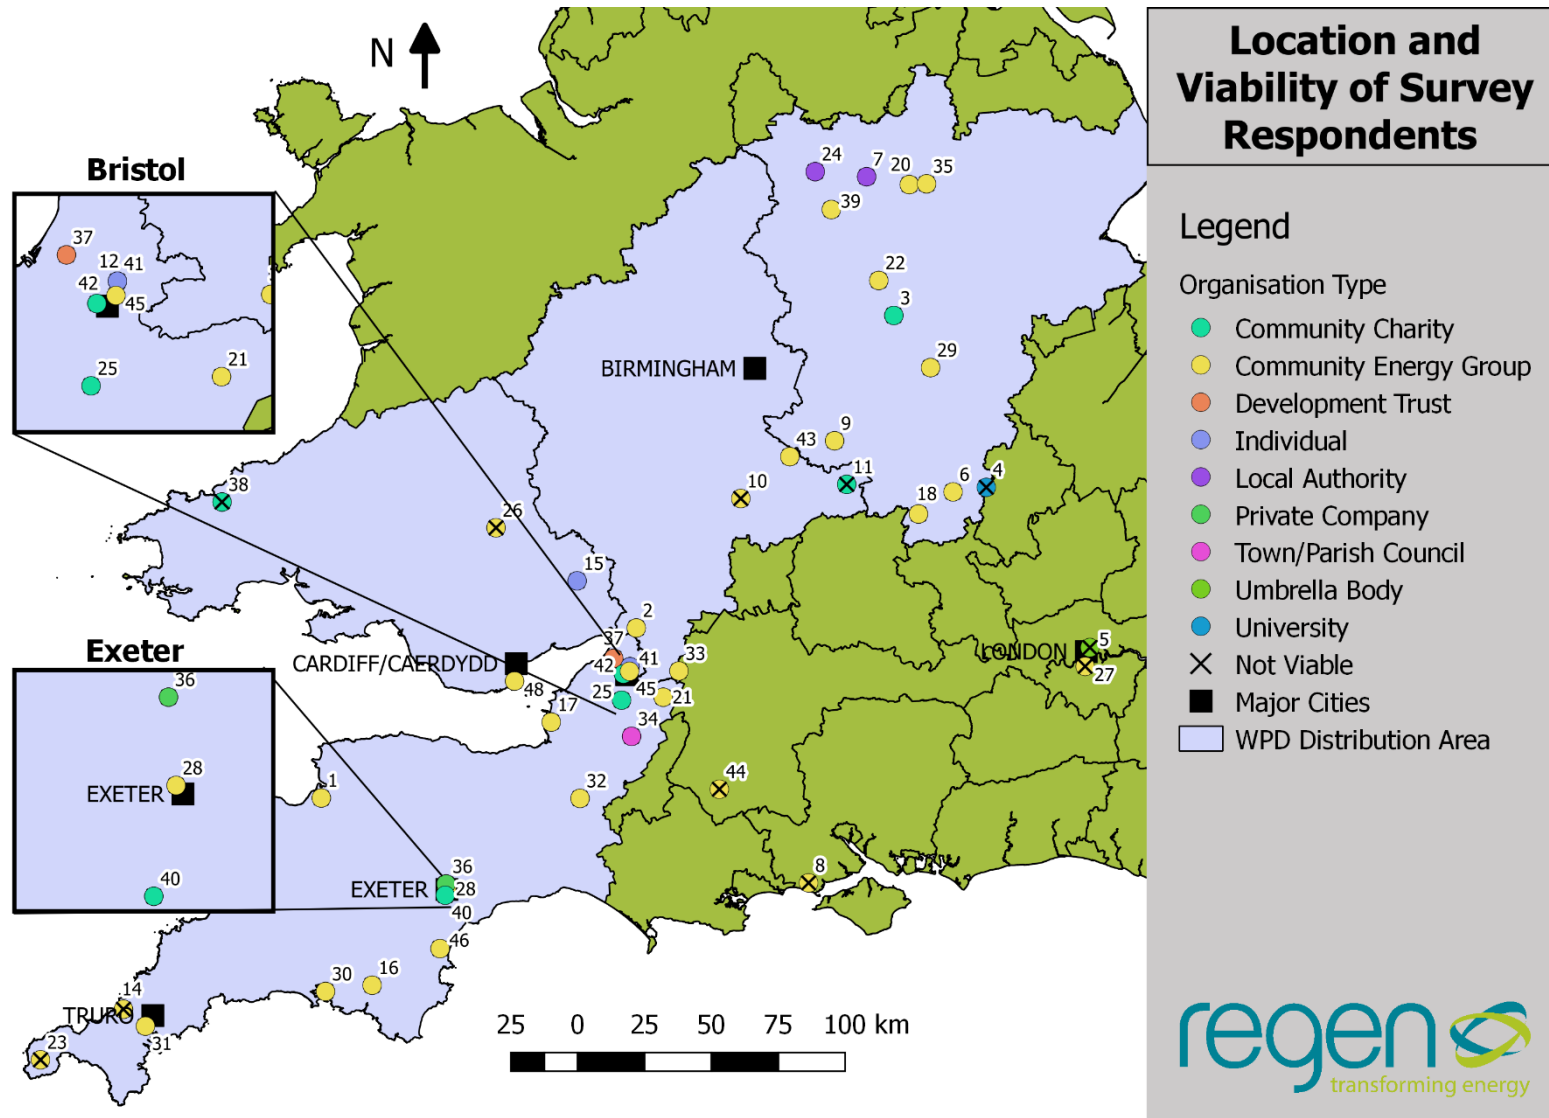 Location and
Viability of Survey
Respondents
N
Bristol
37
12
41
42
45
25
21
24
7
20
35
39
22
3
BIRMINGHAM
29
9
43
11
10
6
4
18
38
26
15
2
37
41
33
42
CARDIFF/CAERDYDD
48
45
25
21
17
34
LONDON
5
27
Exeter
36
28
EXETER
40
1
32
44
8
36
EXETER
28
40
46
30
16
14
TRURO
31
23
25
0
25
50
75
100 km
Legend
Organisation Type
Community Charity
Community Energy Group
Development Trust
Individual
Local Authority
Private Company
Town/Parish Council
Umbrella Body
University
Not Viable
Major Cities
WPD Distribution Area
regen
transforming energy